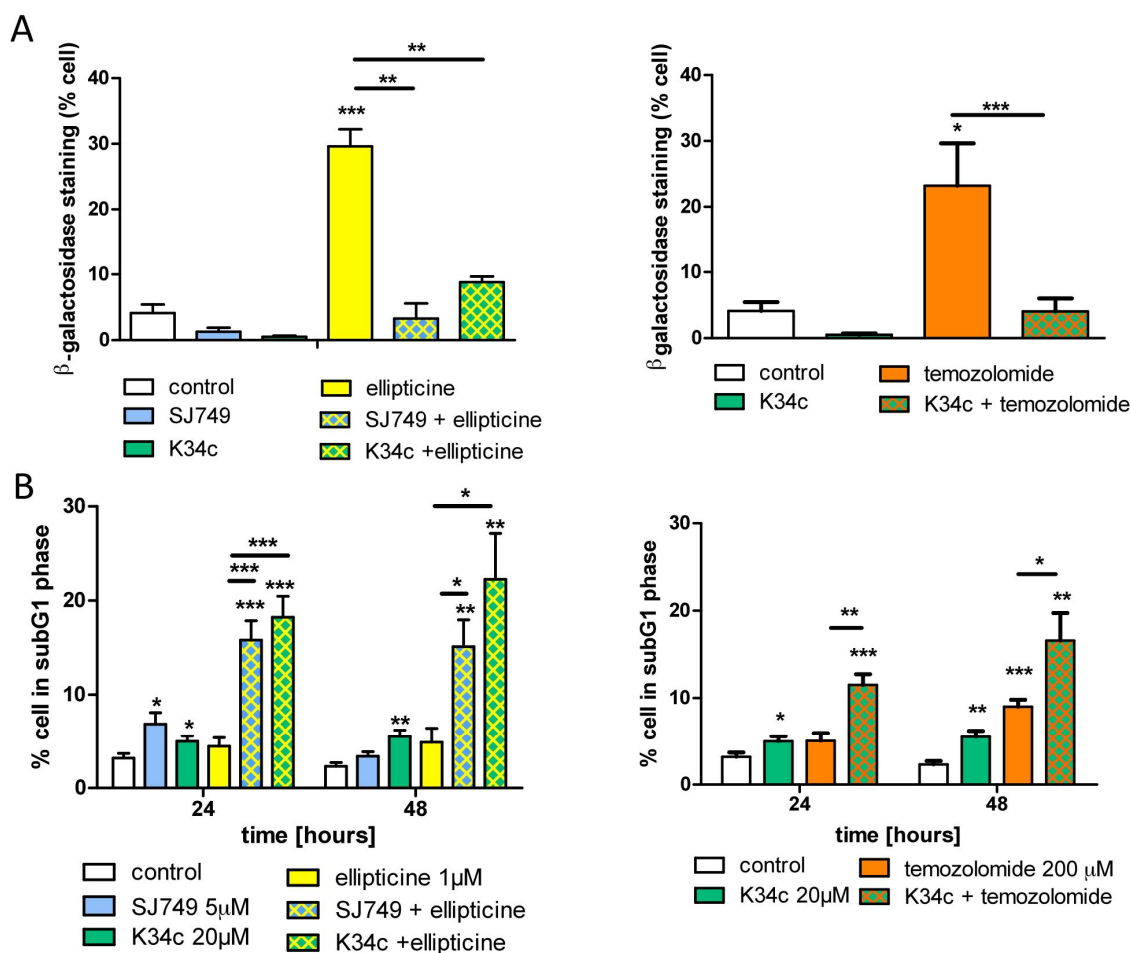 A
β-galactosidase staining (% cell)
40
30
20
10
0
***
**
**
control
SJ749
K34c
ellipticine
SJ749 + ellipticine
K34c +ellipticine
βgalactosidase staining (% cell)
40
30
20
10
0
*
***
control
K34c
temozolomide
K34c + temozolomide
B
% cell in subG1 phase
30
20
10
0
*
*
***
***
***
***
**
*
**
*
**
24
48
time [hours]
control
SJ749 5μM
K34c 20μM
ellipticine 1μM
SJ749 + ellipticine
K34c +ellipticine
% cell in subG1 phase
30
20
10
0
*
**
***
**
***
*
**
24
48
time [hours]
control
K34c 20μM
temozolomide 200 μM
K34c + temozolomide